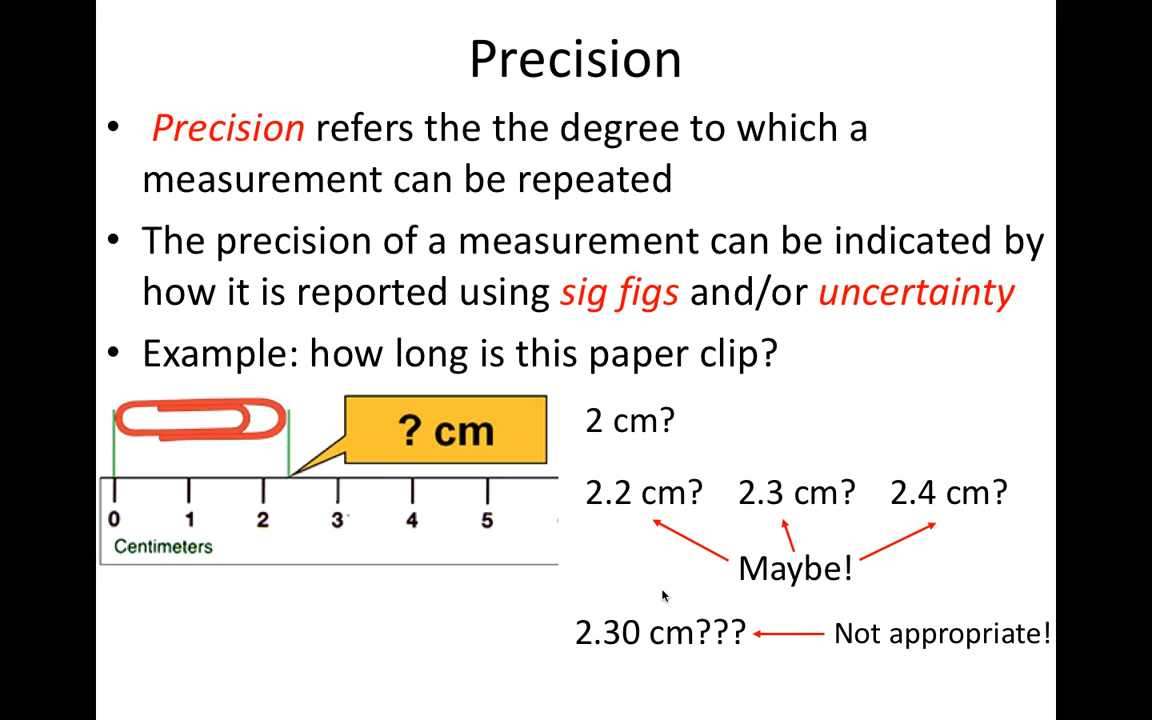 Precision
• Precision refers the the degree to which a
measurement can be repeated
• The precision of a measurement can be indicated by
how it is reported using sig figs and/or uncertainty
• Example: how long is this paper clip?
? cm
0 1 2 3 4 5
Centimeters
2 cm?
2.2 cm? 2.3 cm? 2.4 cm?
Maybe!
2.30 cm??? Not appropriate!